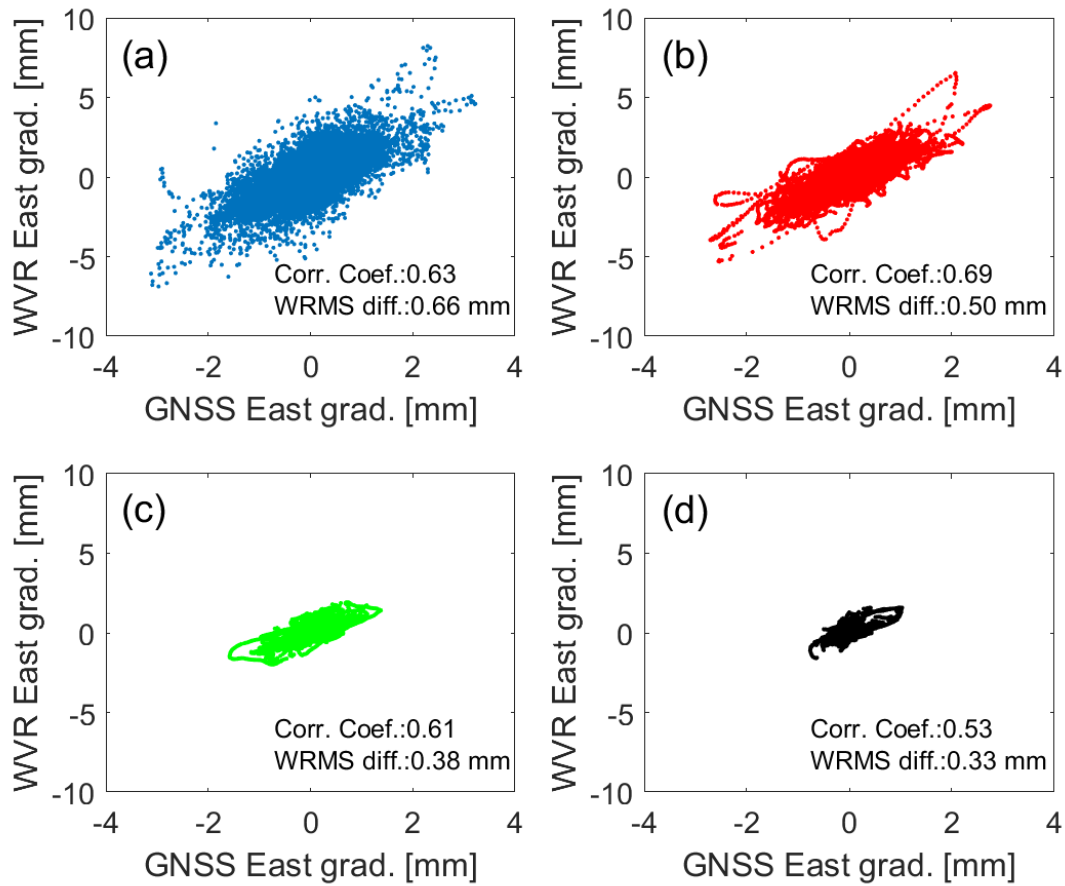 (a)
WVR East grad. [mm]
10
5
0
-5
-10
Corr. Coef.:0.63
WRMS diff.:0.66 mm
-4
-2
0
2
4
GNSS East grad. [mm]
(b)
WVR East grad. [mm]
10
5
0
-5
-10
Corr. Coef.:0.69
WRMS diff.:0.50 mm
-4
-2
0
2
4
GNSS East grad. [mm]
(c)
WVR East grad. [mm]
10
5
0
-5
-10
Corr. Coef.:0.61
WRMS diff.:0.38 mm
-4
-2
0
2
4
GNSS East grad. [mm]
(d)
WVR East grad. [mm]
10
5
0
-5
-10
Corr. Coef.:0.53
WRMS diff.:0.33 mm
-4
-2
0
2
4
GNSS East grad. [mm]